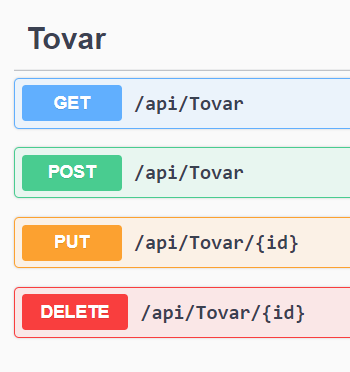 Tovar
GET /api/Tovar
POST /api/Tovar
PUT /api/Tovar/{id}
DELETE /api/Tovar/{id}